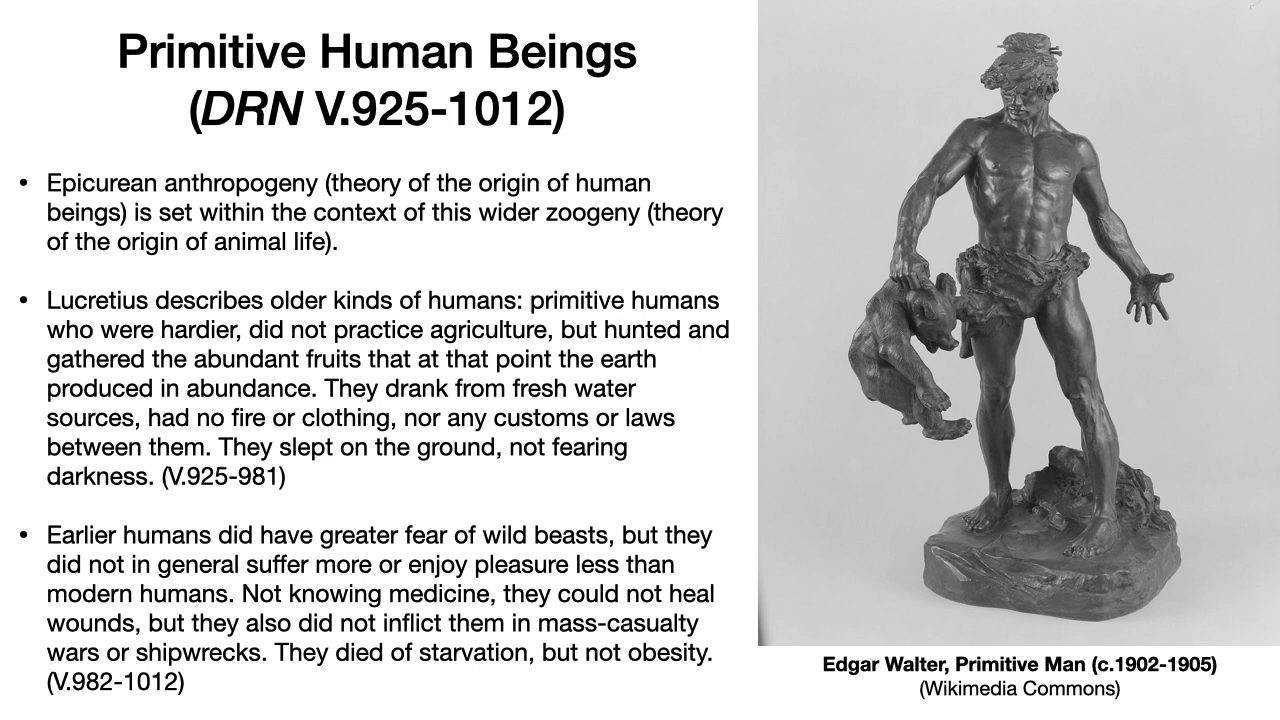 Primitive Human Beings
(DRN V.925-1012)
• Epicurean anthropogeny (theory of the origin of human
beings) is set within the context of this wider zoogeny (theory
of the origin of animal life).
• Lucretius describes older kinds of humans: primitive humans
who were hardier, did not practice agriculture, but hunted and
gathered the abundant fruits that at that point the earth
produced in abundance. They drank from fresh water
sources, had no fire or clothing, nor any customs or laws
between them. They slept on the ground, not fearing
darkness. (V.925-981)
• Earlier humans did have greater fear of wild beasts, but they
did not in general suffer more or enjoy pleasure less than
modern humans. Not knowing medicine, they could not heal
wounds, but they also did not inflict them in mass-casualty
wars or shipwrecks. They died of starvation, but not obesity.
(V.982-1012)
Edgar Walter, Primitive Man (c.1902-1905)
(Wikimedia Commons)